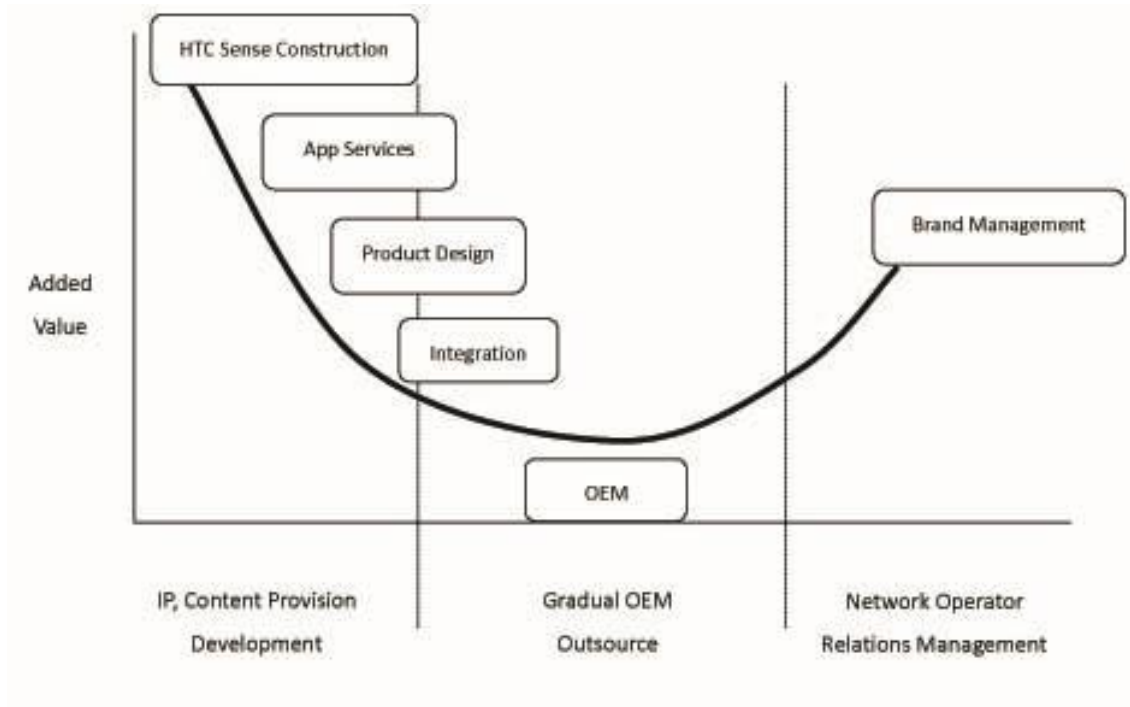 HTC Sense Construction
App Services
Product Design
Integration
OEM
Brand Management
Added
Value
IP, Content Provision
Development
Gradual OEM
Outsource
Network Operator
Relations Management